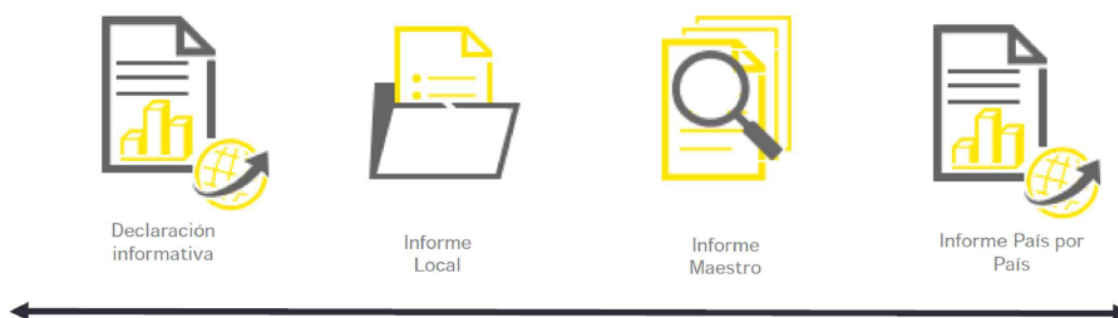 Declaración
informativa
Informe
Local
Informe
Maestro
Informe País por
País